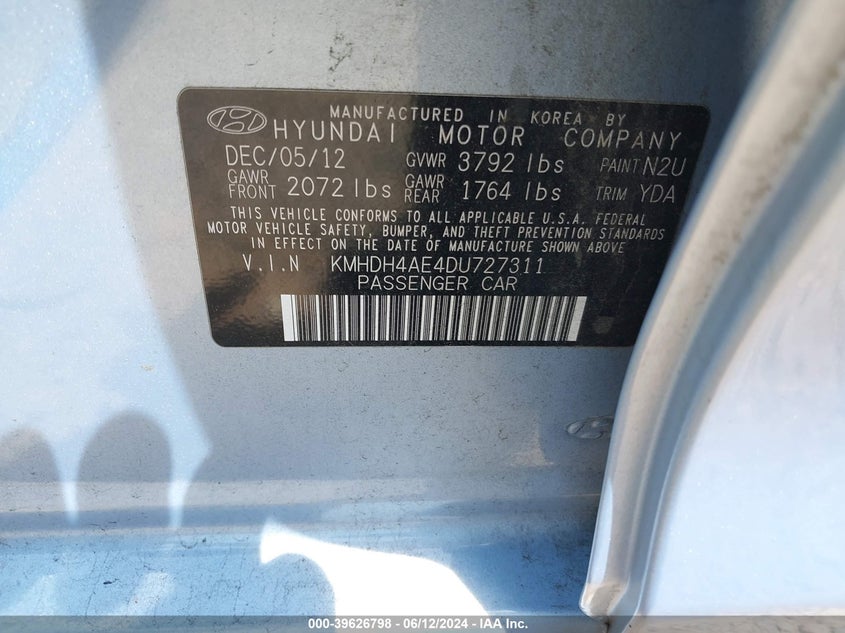 MANUFACTURED IN KOREA BY
HYUNDAI MOTOR COMPANY
DEC/05/12 GVWR 3792 lbs PAINT N2U
GAWR FRONT 2072 lbs GAWR REAR 1764 lbs TRIM YDA
THIS VEHICLE CONFORMS TO ALL APPLICABLE U.S.A. FEDERAL
MOTOR VEHICLE SAFETY, BUMPER, AND THEFT PREVENTION STANDARDS
IN EFFECT ON THE DATE OF MANUFACTURE SHOWN ABOVE
V.I.N KMHDH4AE4DU727311
PASSENGER CAR
000-39626798 - 06/12/2024 - IAA Inc.